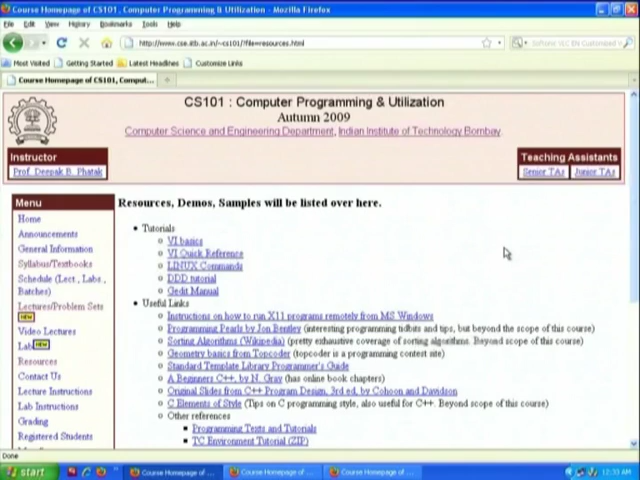 Course Homepage of CS101, Computer Programming & Utilization - Mozilla Firefox
File Edit View History Bookmarks Tools Help
http://www.cse.iitb.ac.in/~cs101/?file=resources.html
Most Visited Getting Started Latest Headlines Customize Links
Course Homepage of CS101, Comput...
CS101 : Computer Programming & Utilization
Autumn 2009
Computer Science and Engineering Department, Indian Institute of Technology Bombay
Instructor
Prof. Deepak B. Phatak
Teaching Assistants
Senior TAs Junior TAs
Menu
Home
Announcements
General Information
Syllabus/Textbooks
Schedule (Lect., Labs., Batches)
Lectures/Problem Sets
NEW
Video Lectures
Lab NEW
Resources
Contact Us
Lecture Instructions
Lab Instructions
Grading
Registered Students
Resources, Demos, Samples will be listed over here.
Tutorials
VI basics
VI Quick Reference
LINUX Commands
DDD tutorial
Gedit Manual
Useful Links
Instructions on how to run X11 programs remotely from MS Windows
Programming Pearls by Jon Bentley (interesting programming tidbits and tips, but beyond the scope of this course)
Sorting Algorithms (Wikipedia) (pretty exhaustive coverage of sorting algorithms. Beyond scope of this course)
Geometry basics from Topcoder (topcoder is a programming contest site)
Standard Template Library Programmer's Guide
A Beginners C++, by N. Gray (has online book chapters)
Original Slides from C++ Program Design, 3rd ed, by Cohoon and Davidson
C Elements of Style (Tips on C programming style, also useful for C++. Beyond scope of this course)
Other references
Programming Texts and Tutorials
TC Environment Tutorial (ZIP)
Done
start
Course Homepage of ...
Course Homepage of ...
Course Homepage of ...
12:33 AM